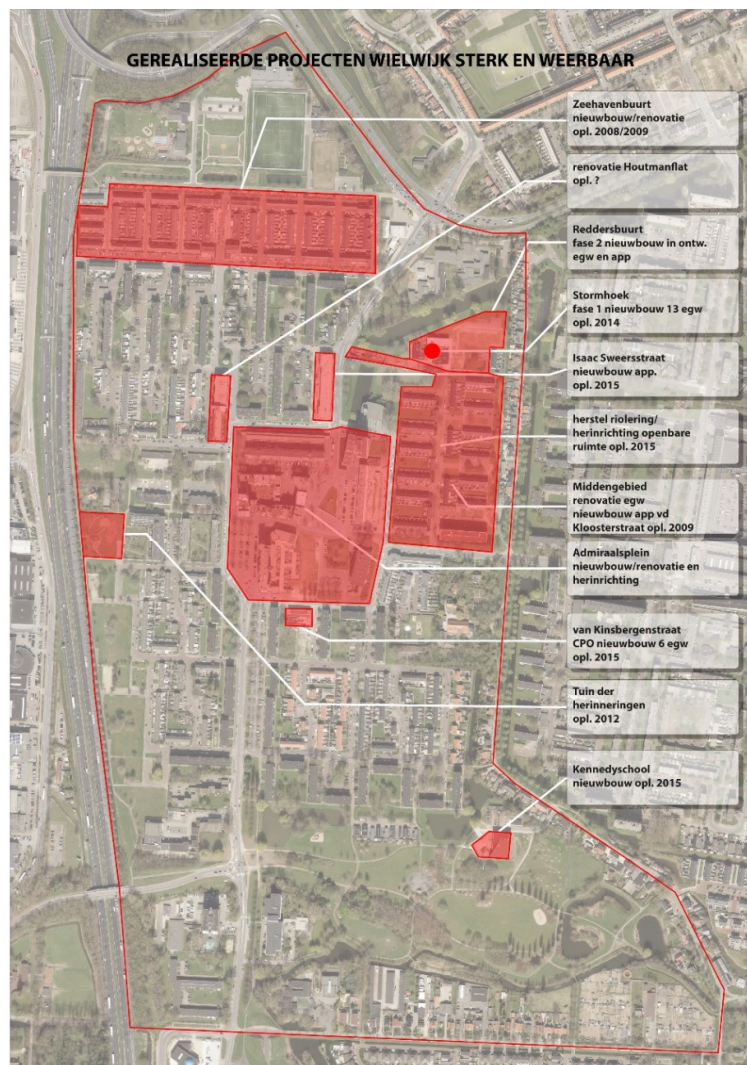 GEREALISEERDE PROJECTEN WIELWIJK STERK EN WEERBAAR
Zeehavenbuurt
nieuwbouw/renovatie
opl. 2008/2009
renovatie Houtmanflat
opl. ?
Reddersbuurt
fase 2 nieuwbouw in ontw.
egw en app
Stormhoek
fase 1 nieuwbouw 13 egw
opl. 2014
Isaac Sweersstraat
nieuwbouw app.
opl. 2015
herstel riolering/
herinrichting openbare
ruimte opl. 2015
Middengebied
renovatie egw
nieuwbouw app vd
Kloosterstraat opl. 2009
Admiraalsplein
nieuwbouw/renovatie en
herinrichting
van Kinsbergenstraat
CPO nieuwbouw 6 egw
opl. 2015
Tuin der
herinneringen
opl. 2012
Kennedyschool
nieuwbouw opl. 2015